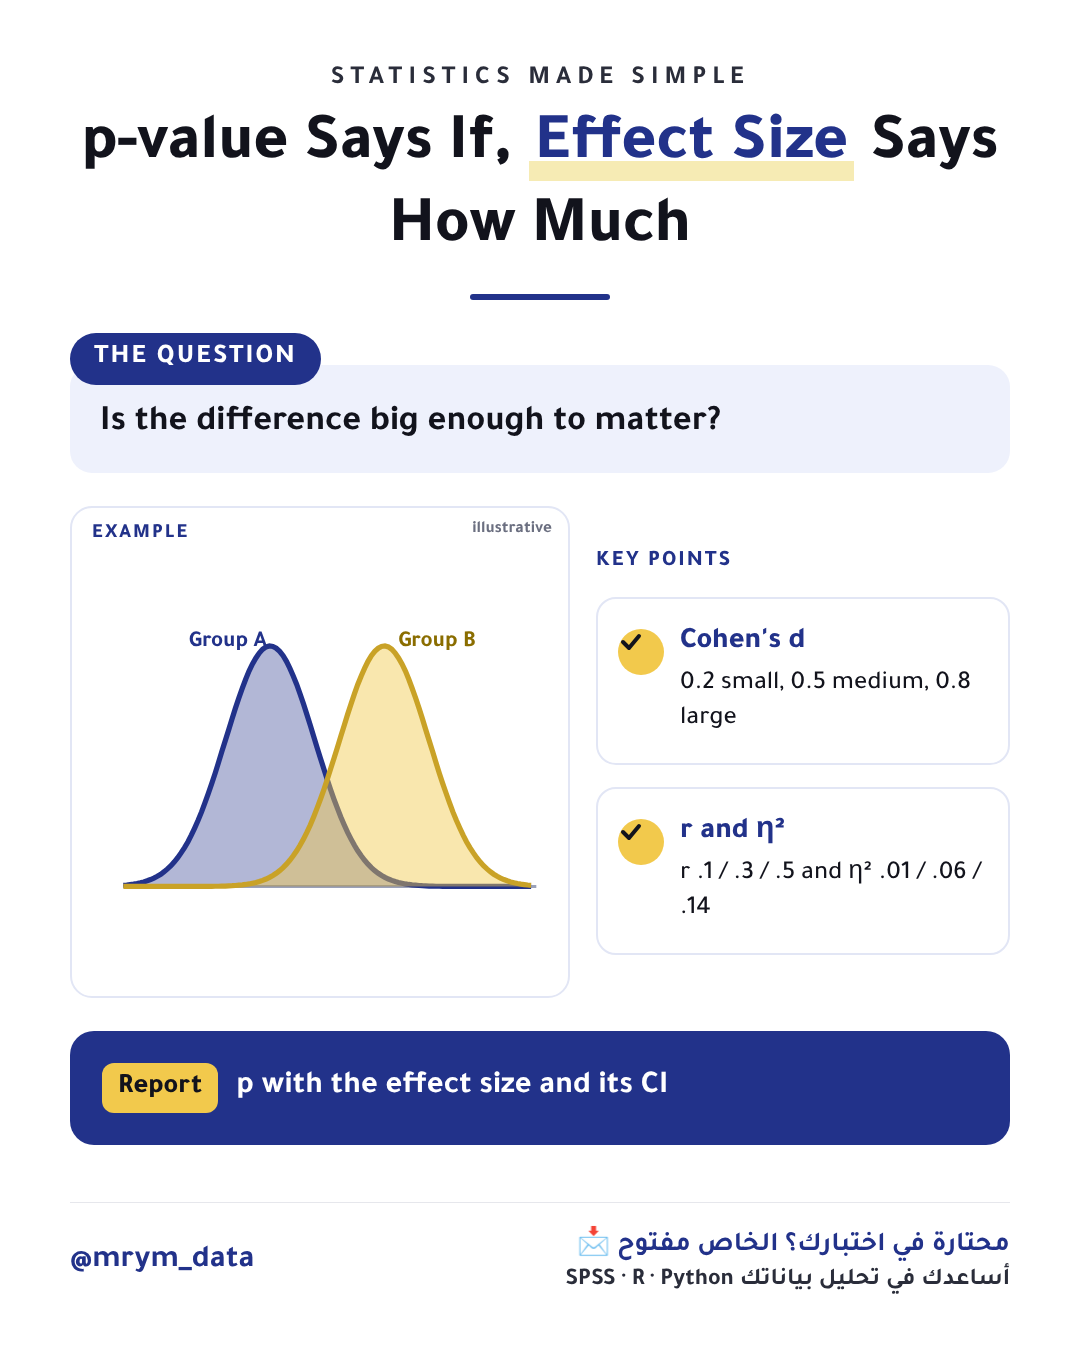 STATISTICS MADE SIMPLE
p-value Says If, Effect Size Says
How Much
THE QUESTION
Is the difference big enough to matter?
EXAMPLE
illustrative
Group A
Group B
KEY POINTS
Cohen's d
0.2 small, 0.5 medium, 0.8
large
r and η²
r .1 / .3 / .5 and η² .01 / .06 /
.14
Report p with the effect size and its CI
@mrym_data
محتارة في اختبارك؟ الخاص مفتوح 📩
أساعدك في تحليل بياناتك SPSS · R · Python